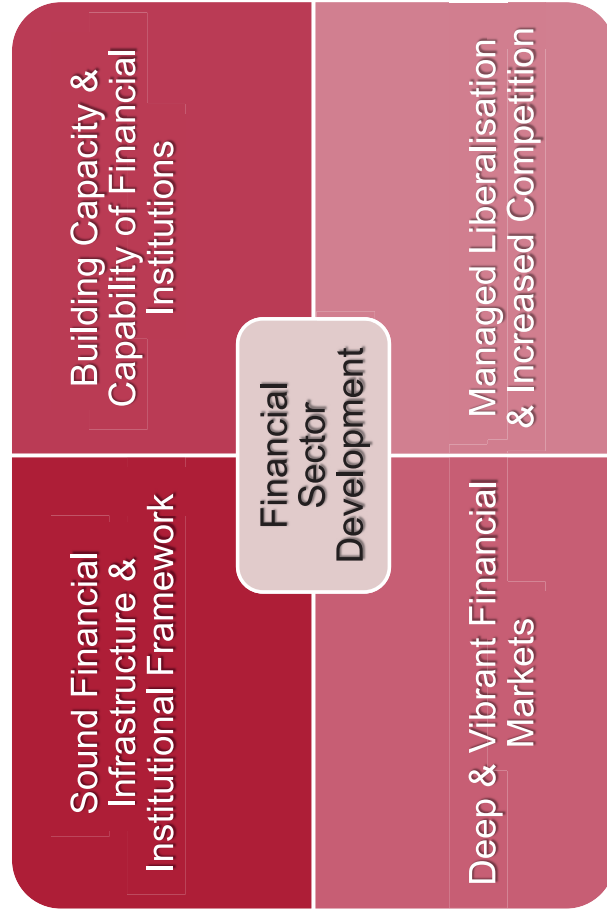 Sound Financial
Infrastructure &
Institutional Framework
Building Capacity &
Capability of Financial
Institutions
Financial
Sector
Development
Deep & Vibrant Financial
Markets
Managed Liberalisation
& Increased Competition